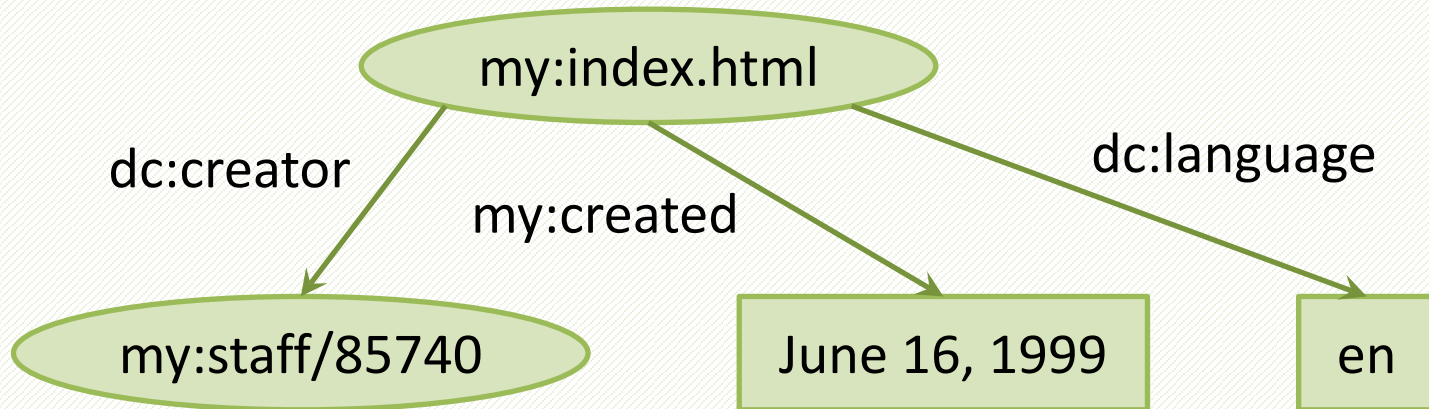 my:index.html
dc:creator
my:created
dc:language
my:staff/85740
June 16, 1999
en